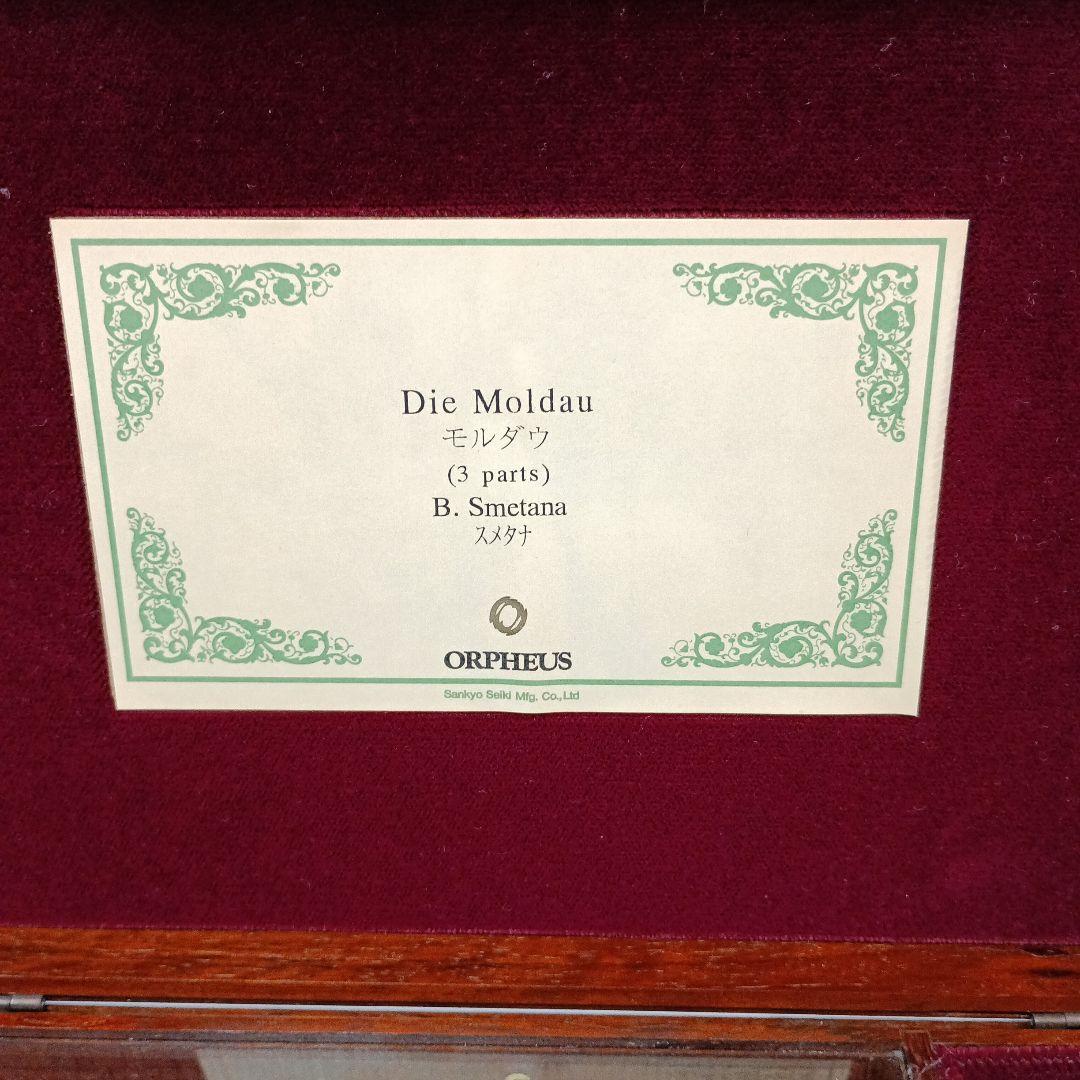 Die Moldau
モルダウ
(3 parts)
B. Smetana
スメタナ
ORPHEUS
Sankyo Seiki Mfg. Co.,Ltd